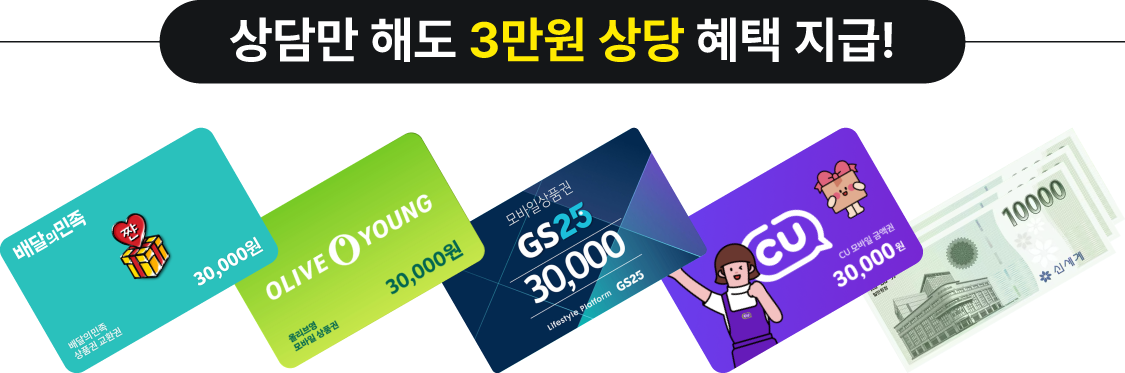 상담만 해도 3만원 상당 혜택 지급!
배달의민족
짠
30,000원
배달의민족
상품권 교환권
OLIVE YOUNG
30,000원
올리브영
모바일 상품권
모바일상품권
GS25
30,000
Lifestyle Platform GS25
CU
CU 모바일 금액권
30,000원
10000
신세계